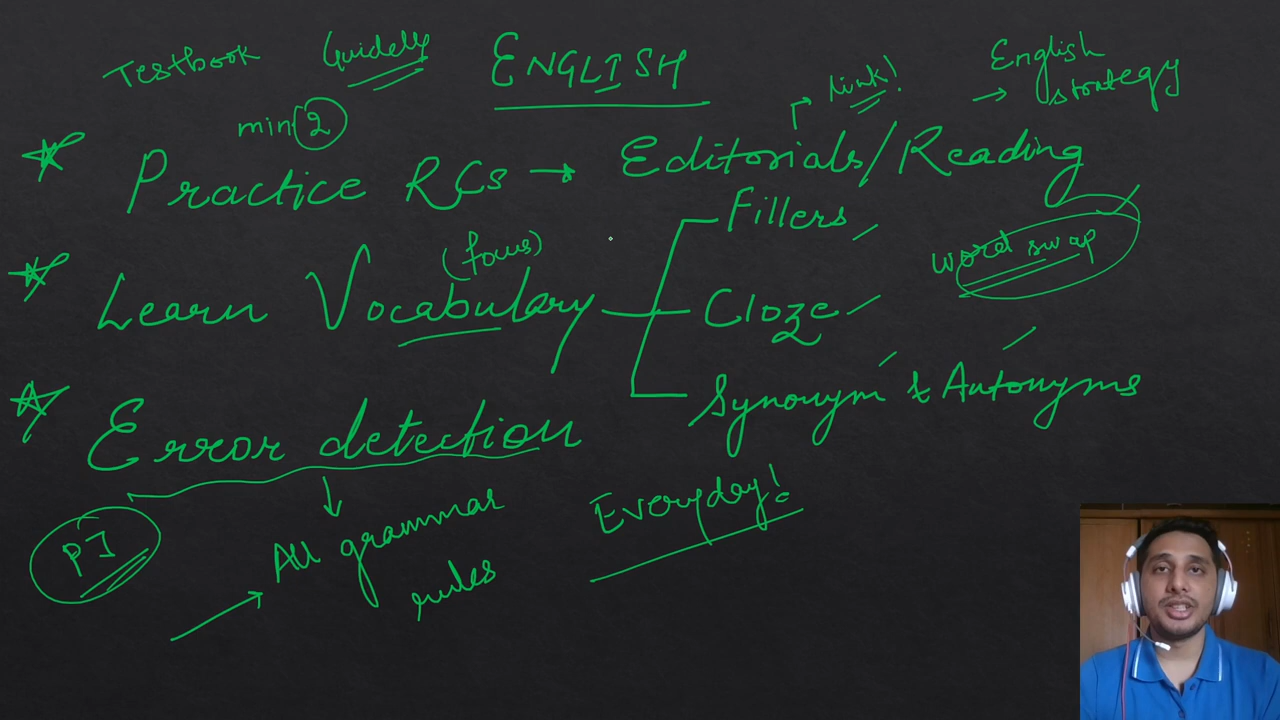 Testbook Guidely ENGLISH
Link! → English strategy
min 2
Practice RCs → Editorials/Reading
Fillers
word swap
(focus)
Learn Vocabulary
Cloze
Synonym & Antonyms
Error detection
Everyday!
PJ
All grammar
rules